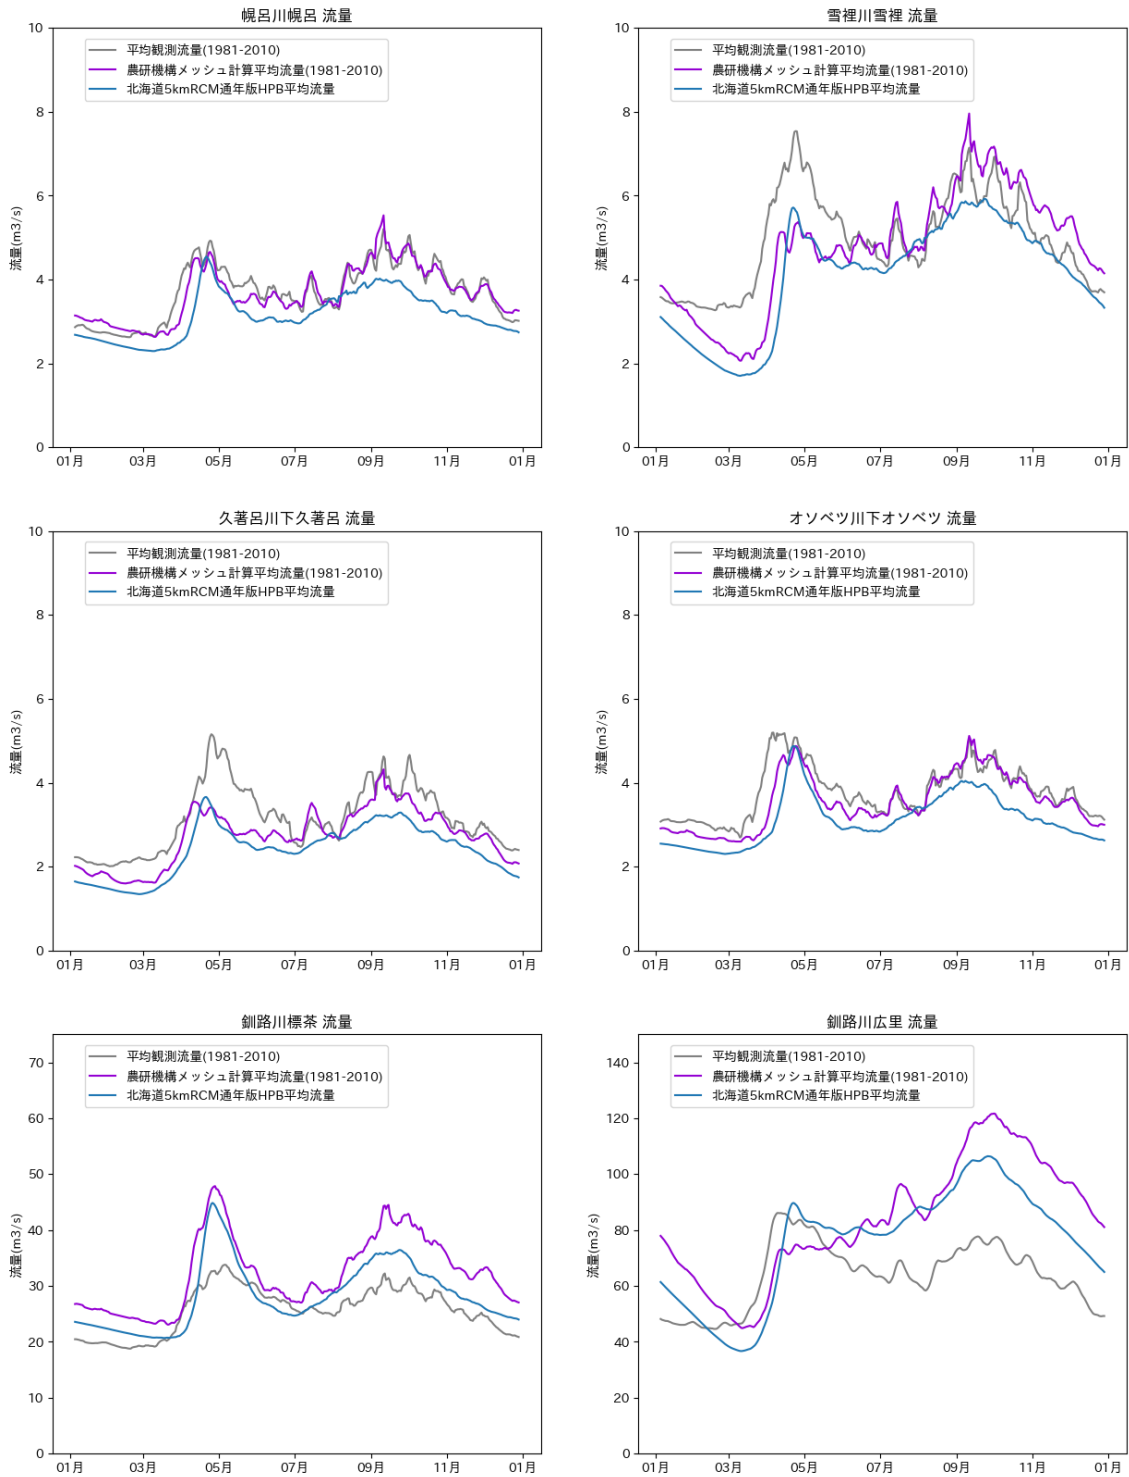 幌呂川幌呂 流量
10
8
6
4
2
0
流量(m3/s)
平均観測流量(1981-2010)
農研機構メッシュ計算平均流量(1981-2010)
北海道5kmRCM通年版HPB平均流量
01月 03月 05月 07月 09月 11月 01月
雪裡川雪裡 流量
10
8
6
4
2
0
流量(m3/s)
平均観測流量(1981-2010)
農研機構メッシュ計算平均流量(1981-2010)
北海道5kmRCM通年版HPB平均流量
01月 03月 05月 07月 09月 11月 01月
久著呂川下久著呂 流量
10
8
6
4
2
0
流量(m3/s)
平均観測流量(1981-2010)
農研機構メッシュ計算平均流量(1981-2010)
北海道5kmRCM通年版HPB平均流量
01月 03月 05月 07月 09月 11月 01月
オソベツ川下オソベツ 流量
10
8
6
4
2
0
流量(m3/s)
平均観測流量(1981-2010)
農研機構メッシュ計算平均流量(1981-2010)
北海道5kmRCM通年版HPB平均流量
01月 03月 05月 07月 09月 11月 01月
釧路川標茶 流量
70
60
50
40
30
20
10
0
流量(m3/s)
平均観測流量(1981-2010)
農研機構メッシュ計算平均流量(1981-2010)
北海道5kmRCM通年版HPB平均流量
01月 03月 05月 07月 09月 11月 01月
釧路川広里 流量
140
120
100
80
60
40
20
0
流量(m3/s)
平均観測流量(1981-2010)
農研機構メッシュ計算平均流量(1981-2010)
北海道5kmRCM通年版HPB平均流量
01月 03月 05月 07月 09月 11月 01月